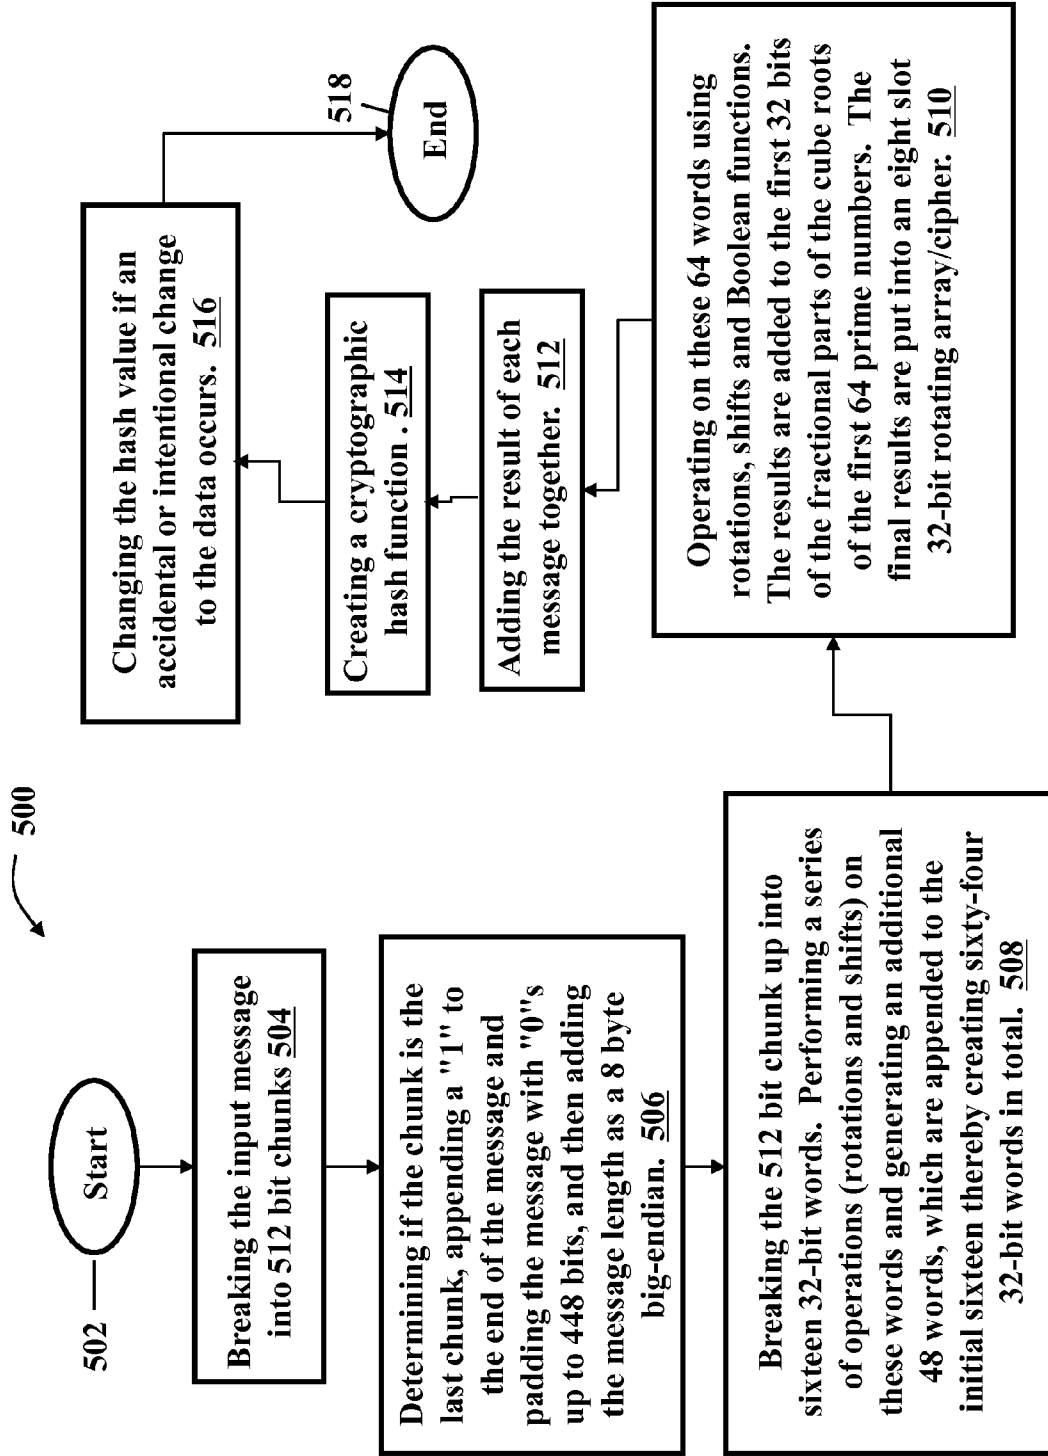 500
502
Start
Breaking the input message
into 512 bit chunks 504
Determining if the chunk is the
last chunk, appending a "1" to
the end of the message and
padding the message with "0"s
up to 448 bits, and then adding
the message length as a 8 byte
big-endian. 506
Breaking the 512 bit chunk up into
sixteen 32-bit words. Performing a series
of operations (rotations and shifts) on
these words and generating an additional
48 words, which are appended to the
initial sixteen thereby creating sixty-four
32-bit words in total. 508
Operating on these 64 words using
rotations, shifts and Boolean functions.
The results are added to the first 32 bits
of the fractional parts of the cube roots
of the first 64 prime numbers. The
final results are put into an eight slot
32-bit rotating array/cipher. 510
Adding the result of each
message together. 512
Creating a cryptographic
hash function . 514
Changing the hash value if an
accidental or intentional change
to the data occurs. 516
518
End